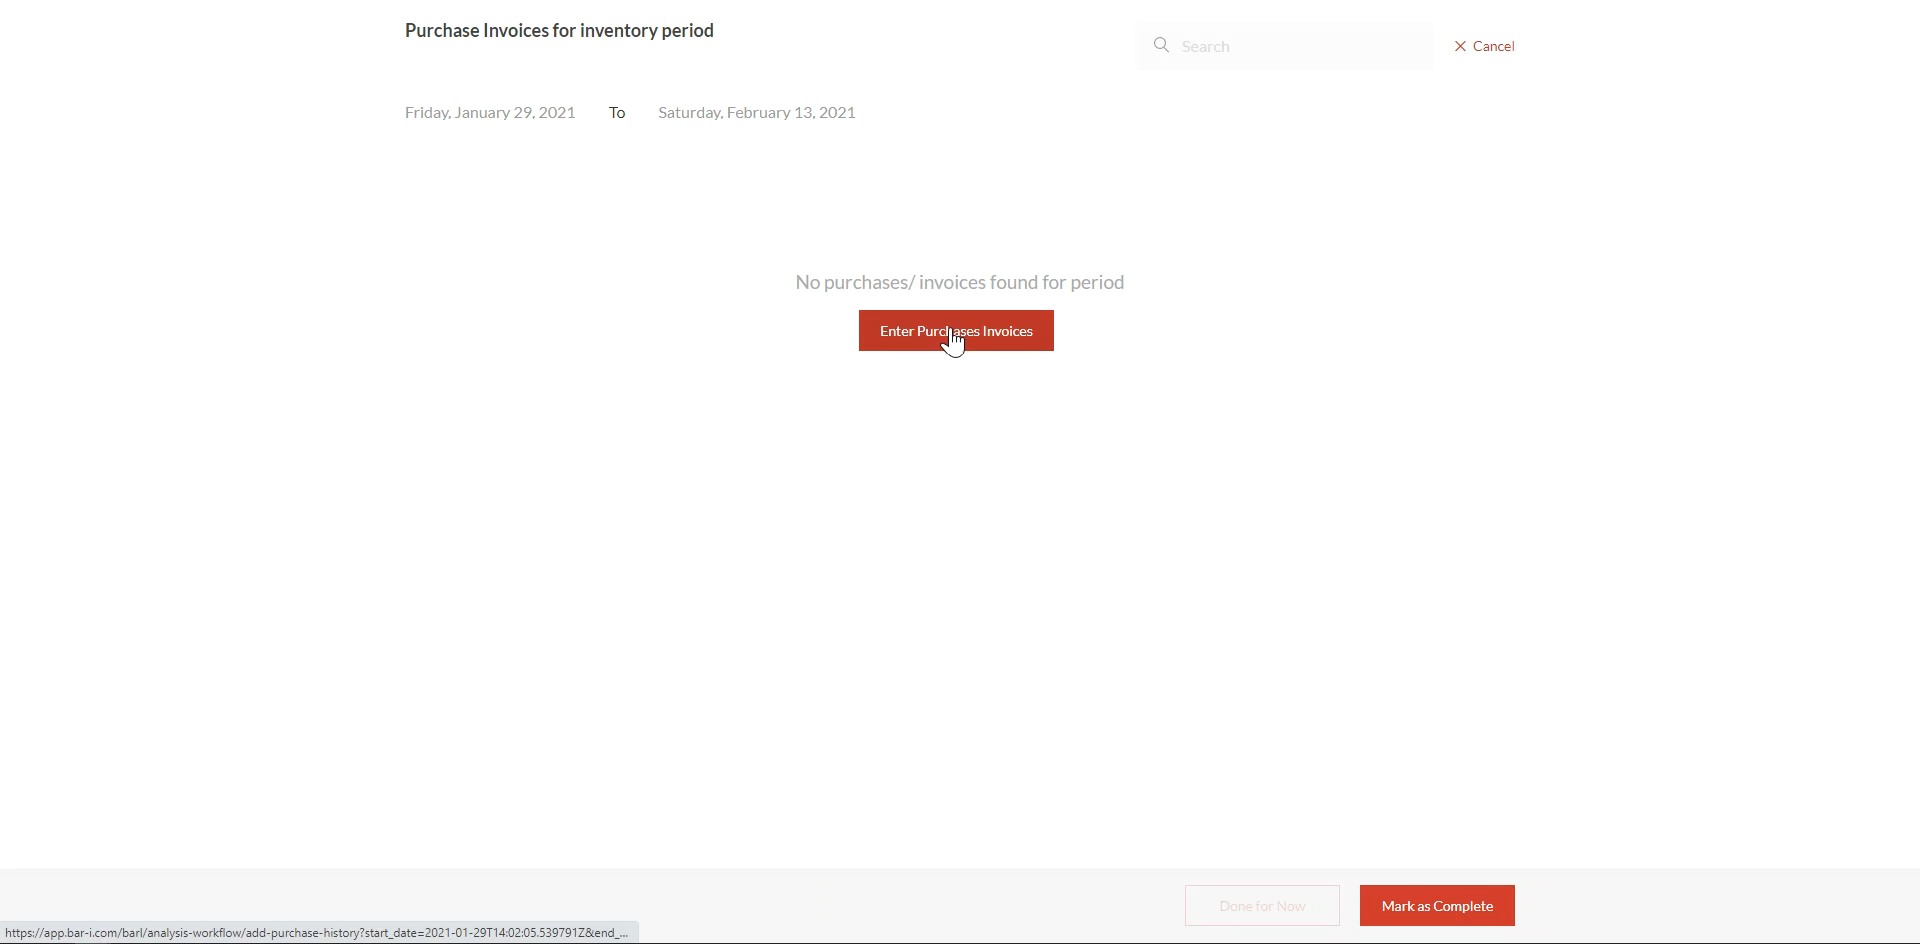 Purchase Invoices for inventory period
Search
Cancel
Friday, January 29, 2021 To Saturday, February 13, 2021
No purchases/ invoices found for period
Enter Purchases Invoices
Done for Now
Mark as Complete
https://app.bar-i.com/barI/analysis-workflow/add-purchase-history?start_date=2021-01-29T14:02:05.539791Z&end_...